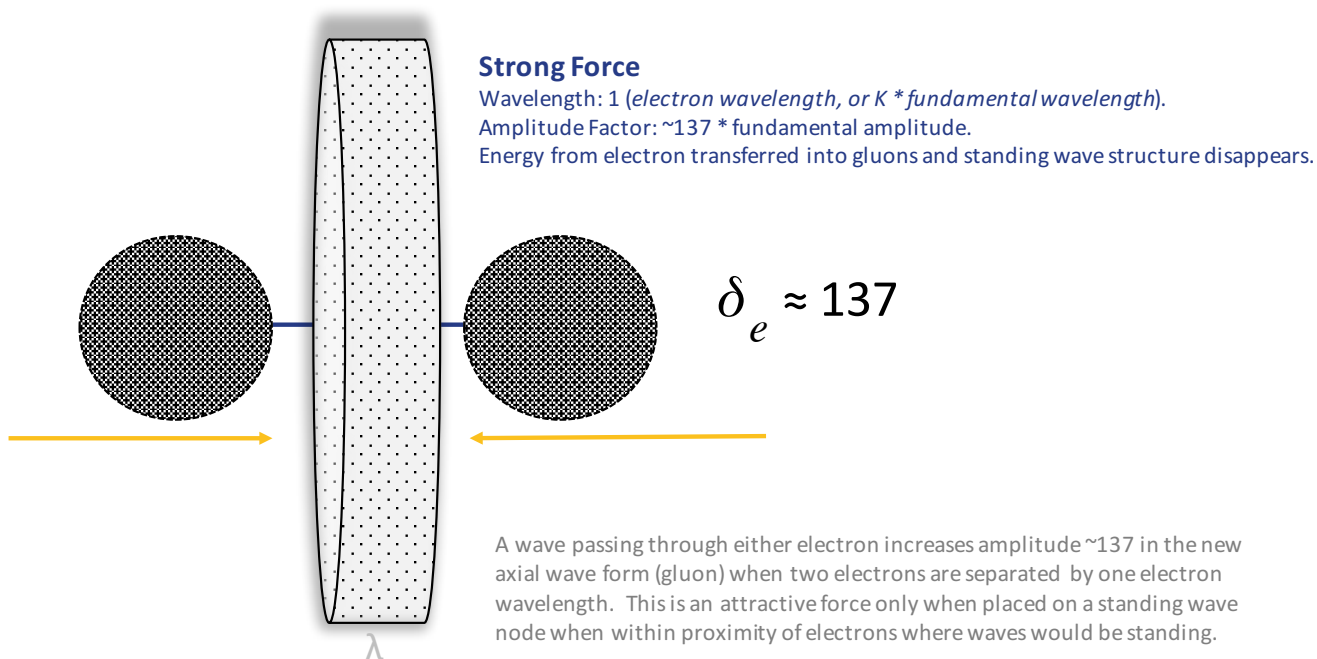 Strong Force
Wavelength: 1 (electron wavelength, or K * fundamental wavelength).
Amplitude Factor: ~137 * fundamental amplitude.
Energy from electron transferred into gluons and standing wave structure disappears.
δe ≈ 137
A wave passing through either electron increases amplitude ~137 in the new
axial wave form (gluon) when two electrons are separated by one electron
wavelength. This is an attractive force only when placed on a standing wave
node when within proximity of electrons where waves would be standing.
λ